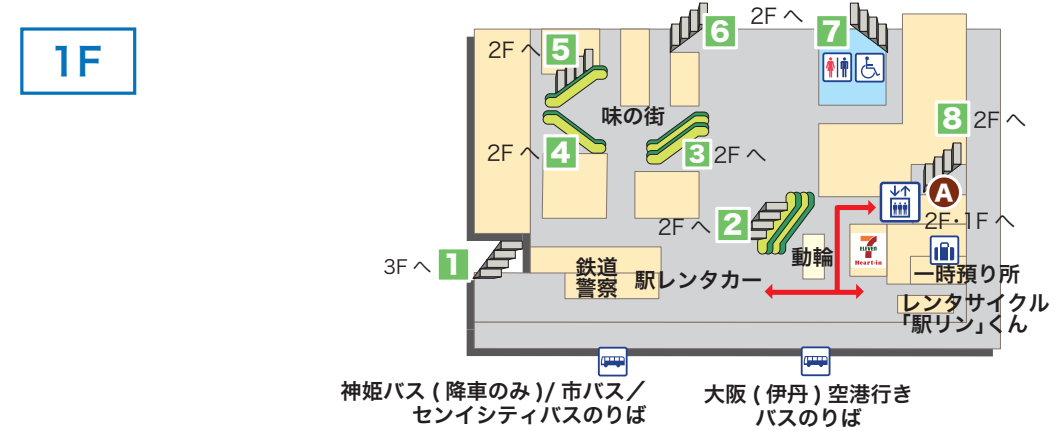 1F
2F へ
5
6
2F へ
7
味の街
8
2F へ
2F へ
4
3
2F へ
A
2F へ
2
2F・1F へ
3F へ
1
鉄道
警察
駅レンタカー
動輪
7
ELEVEN
Heart-in
一時預り所
レンタサイクル
「駅リン」くん
神姫バス ( 降車のみ )/ 市バス／
センイシティバスのりば
大阪 ( 伊丹 ) 空港行き
バスのりば